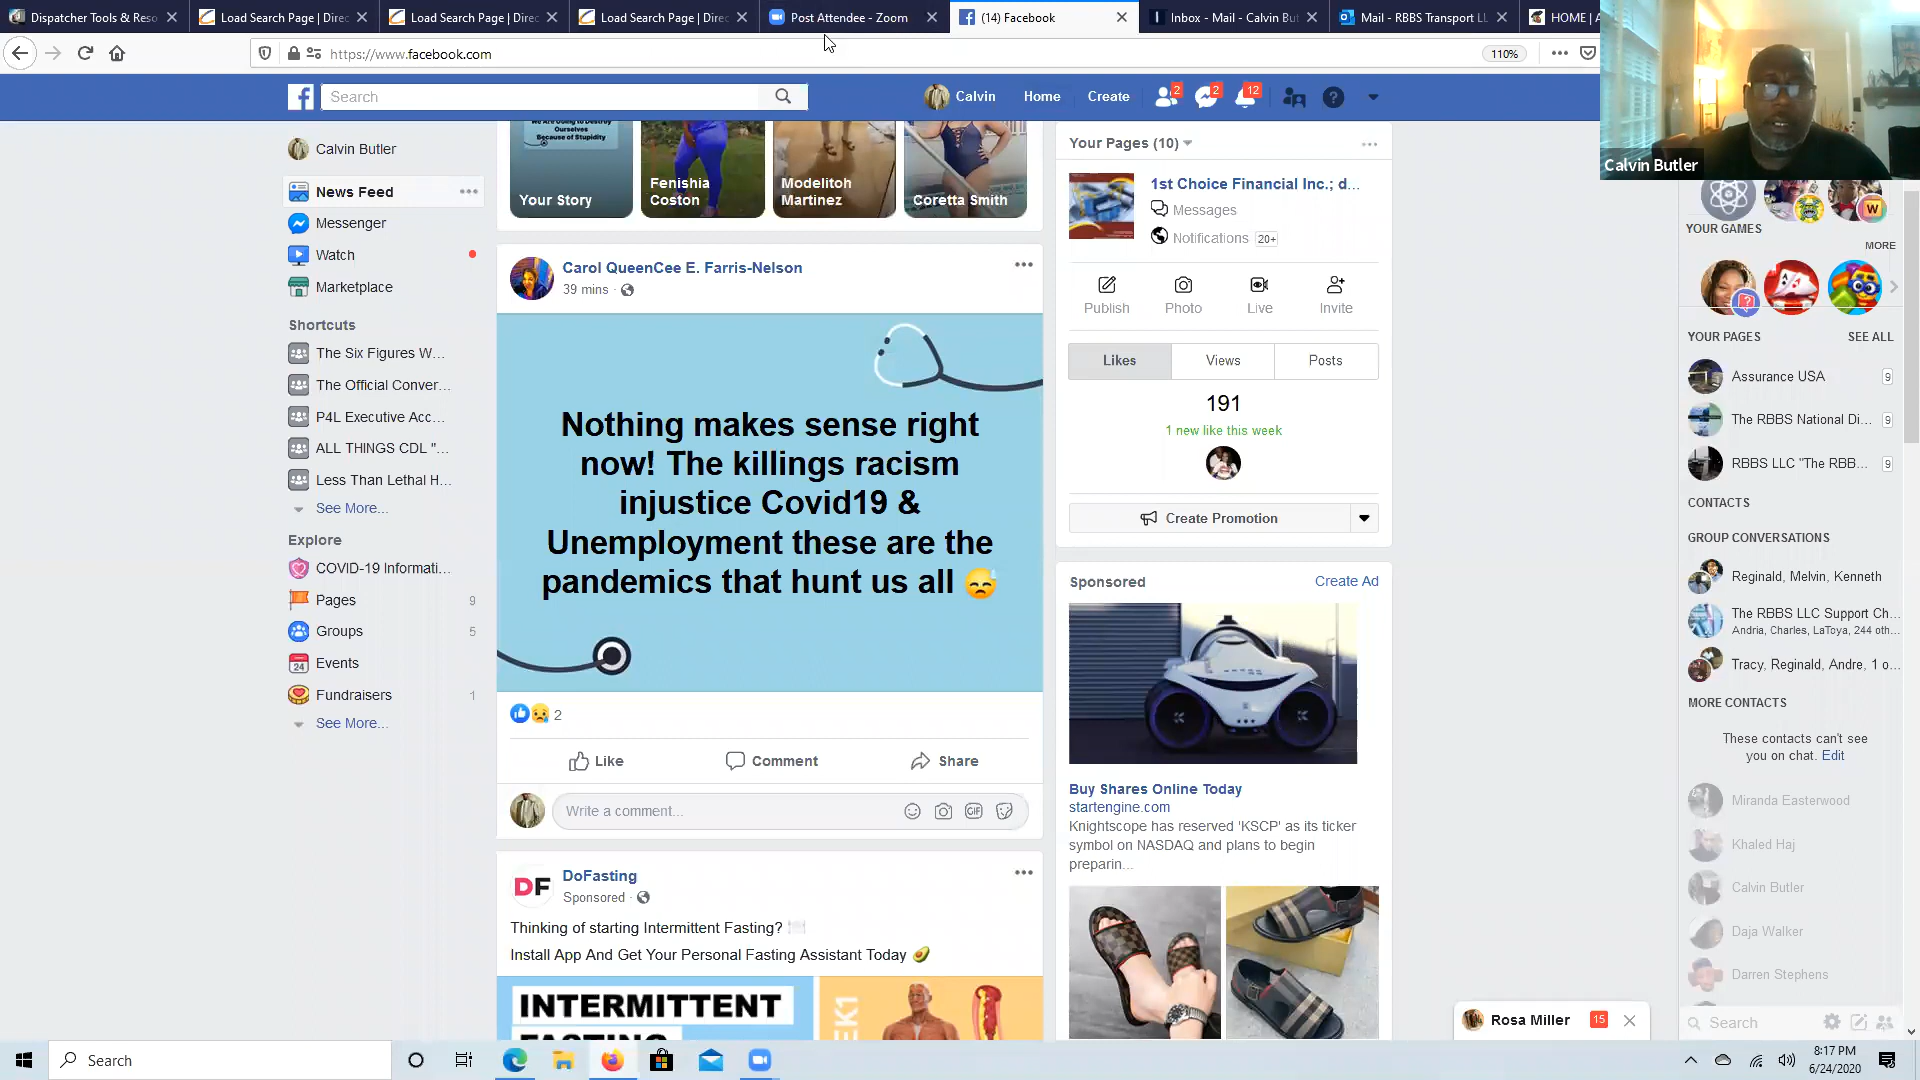 Dispatcher Tools & Reso
Load Search Page | Direc
Load Search Page | Direc
Load Search Page | Direc
Post Attendee - Zoom
(14) Facebook
Inbox - Mail - Calvin But
Mail - RBBS Transport LL
HOME | A
https://www.facebook.com
110%
Search
Calvin
Home
Create
2
2
12
Calvin Butler
Calvin Butler
News Feed
Messenger
Watch
Marketplace
Shortcuts
The Six Figures W...
The Official Conver...
P4L Executive Acc...
ALL THINGS CDL "...
Less Than Lethal H...
See More...
Explore
COVID-19 Informati...
Pages 9
Groups 5
24
Events
Fundraisers 1
See More...
We Are Going to Destroy
Ourselves
Because of Stupidity
Your Story
Fenishia
Coston
Modelitoh
Martinez
Coretta Smith
Carol QueenCee E. Farris-Nelson
39 mins ·
Nothing makes sense right
now! The killings racism
injustice Covid19 &
Unemployment these are the
pandemics that hunt us all 😓
2
Like
Comment
Share
Write a comment...
GIF
DF
DoFasting
Sponsored ·
Thinking of starting Intermittent Fasting? 🍽
Install App And Get Your Personal Fasting Assistant Today 🥑
INTERMITTENT
FASTING
EK1
Your Pages (10)
1st Choice Financial Inc.; d...
Messages
Notifications 20+
Publish
Photo
Live
Invite
Likes
Views
Posts
191
1 new like this week
Create Promotion
Sponsored
Create Ad
Buy Shares Online Today
startengine.com
Knightscope has reserved 'KSCP' as its ticker
symbol on NASDAQ and plans to begin
preparin...
W
YOUR GAMES
MORE
YOUR PAGES
SEE ALL
Assurance USA 9
The RBBS National Di... 9
RBBS LLC "The RBB... 9
CONTACTS
GROUP CONVERSATIONS
Reginald, Melvin, Kenneth
The RBBS LLC Support Ch...
Andria, Charles, LaToya, 244 oth...
Tracy, Reginald, Andre, 1 o...
MORE CONTACTS
These contacts can't see
you on chat. Edit
Miranda Easterwood
Khaled Haj
Calvin Butler
Daja Walker
Darren Stephens
Search
Rosa Miller 15
Search
8:17 PM
6/24/2020